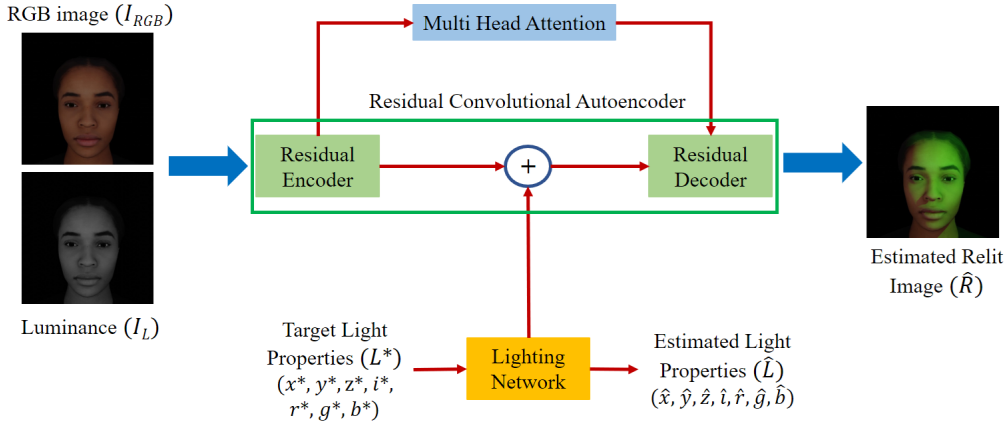 RGB image (I_RGB)
Multi Head Attention
Residual Convolutional Autoencoder
Residual
Encoder
+
Residual
Decoder
Estimated Relit
Image (R̂)
Luminance (I_L)
Target Light
Properties (L*)
(x*, y*, z*, i*,
r*, g*, b*)
Lighting
Network
Estimated Light
Properties (L̂)
(x̂, ŷ, ẑ, î, r̂, ĝ, b̂)